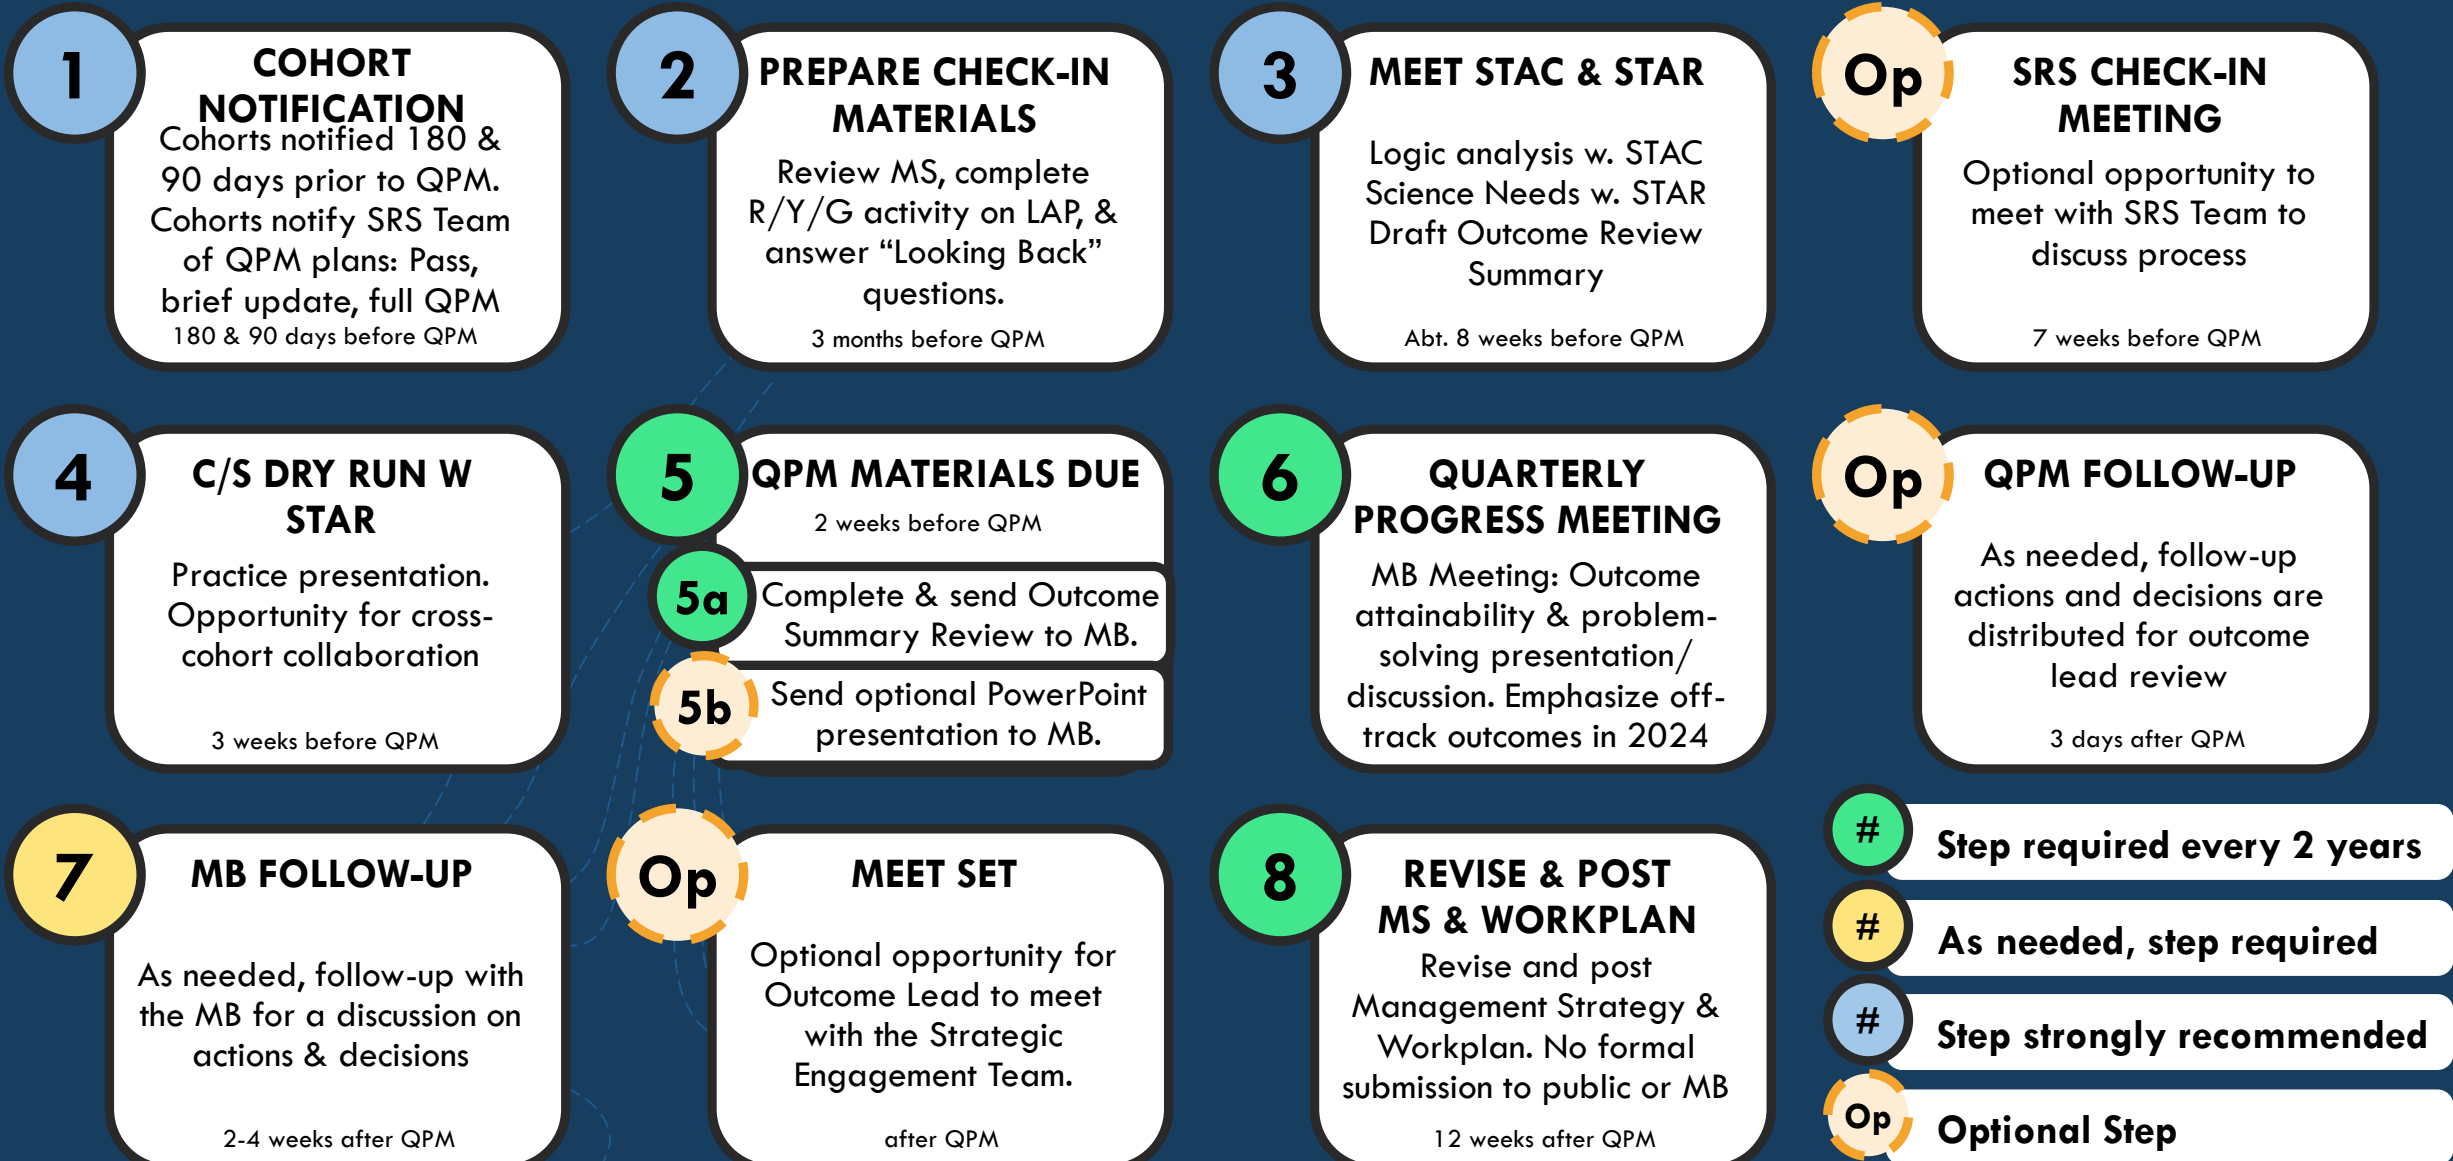 1
COHORT
NOTIFICATION
Cohorts notified 180 &
90 days prior to QPM.
Cohorts notify SRS Team
of QPM plans: Pass,
brief update, full QPM
180 & 90 days before QPM
2
PREPARE CHECK-IN
MATERIALS
Review MS, complete
R/Y/G activity on LAP, &
answer “Looking Back”
questions.
3 months before QPM
3
MEET STAC & STAR
Logic analysis w. STAC
Science Needs w. STAR
Draft Outcome Review
Summary
Abt. 8 weeks before QPM
Op
SRS CHECK-IN
MEETING
Optional opportunity to
meet with SRS Team to
discuss process
7 weeks before QPM
4
C/S DRY RUN W
STAR
Practice presentation.
Opportunity for cross-
cohort collaboration
3 weeks before QPM
5
QPM MATERIALS DUE
2 weeks before QPM
5a
Complete & send Outcome
Summary Review to MB.
5b
Send optional PowerPoint
presentation to MB.
6
QUARTERLY
PROGRESS MEETING
MB Meeting: Outcome
attainability & problem-
solving presentation/
discussion. Emphasize off-
track outcomes in 2024
Op
QPM FOLLOW-UP
As needed, follow-up
actions and decisions are
distributed for outcome
lead review
3 days after QPM
7
MB FOLLOW-UP
As needed, follow-up with
the MB for a discussion on
actions & decisions
2-4 weeks after QPM
Op
MEET SET
Optional opportunity for
Outcome Lead to meet
with the Strategic
Engagement Team.
after QPM
8
REVISE & POST
MS & WORKPLAN
Revise and post
Management Strategy &
Workplan. No formal
submission to public or MB
12 weeks after QPM
# Step required every 2 years
# As needed, step required
# Step strongly recommended
Op Optional Step